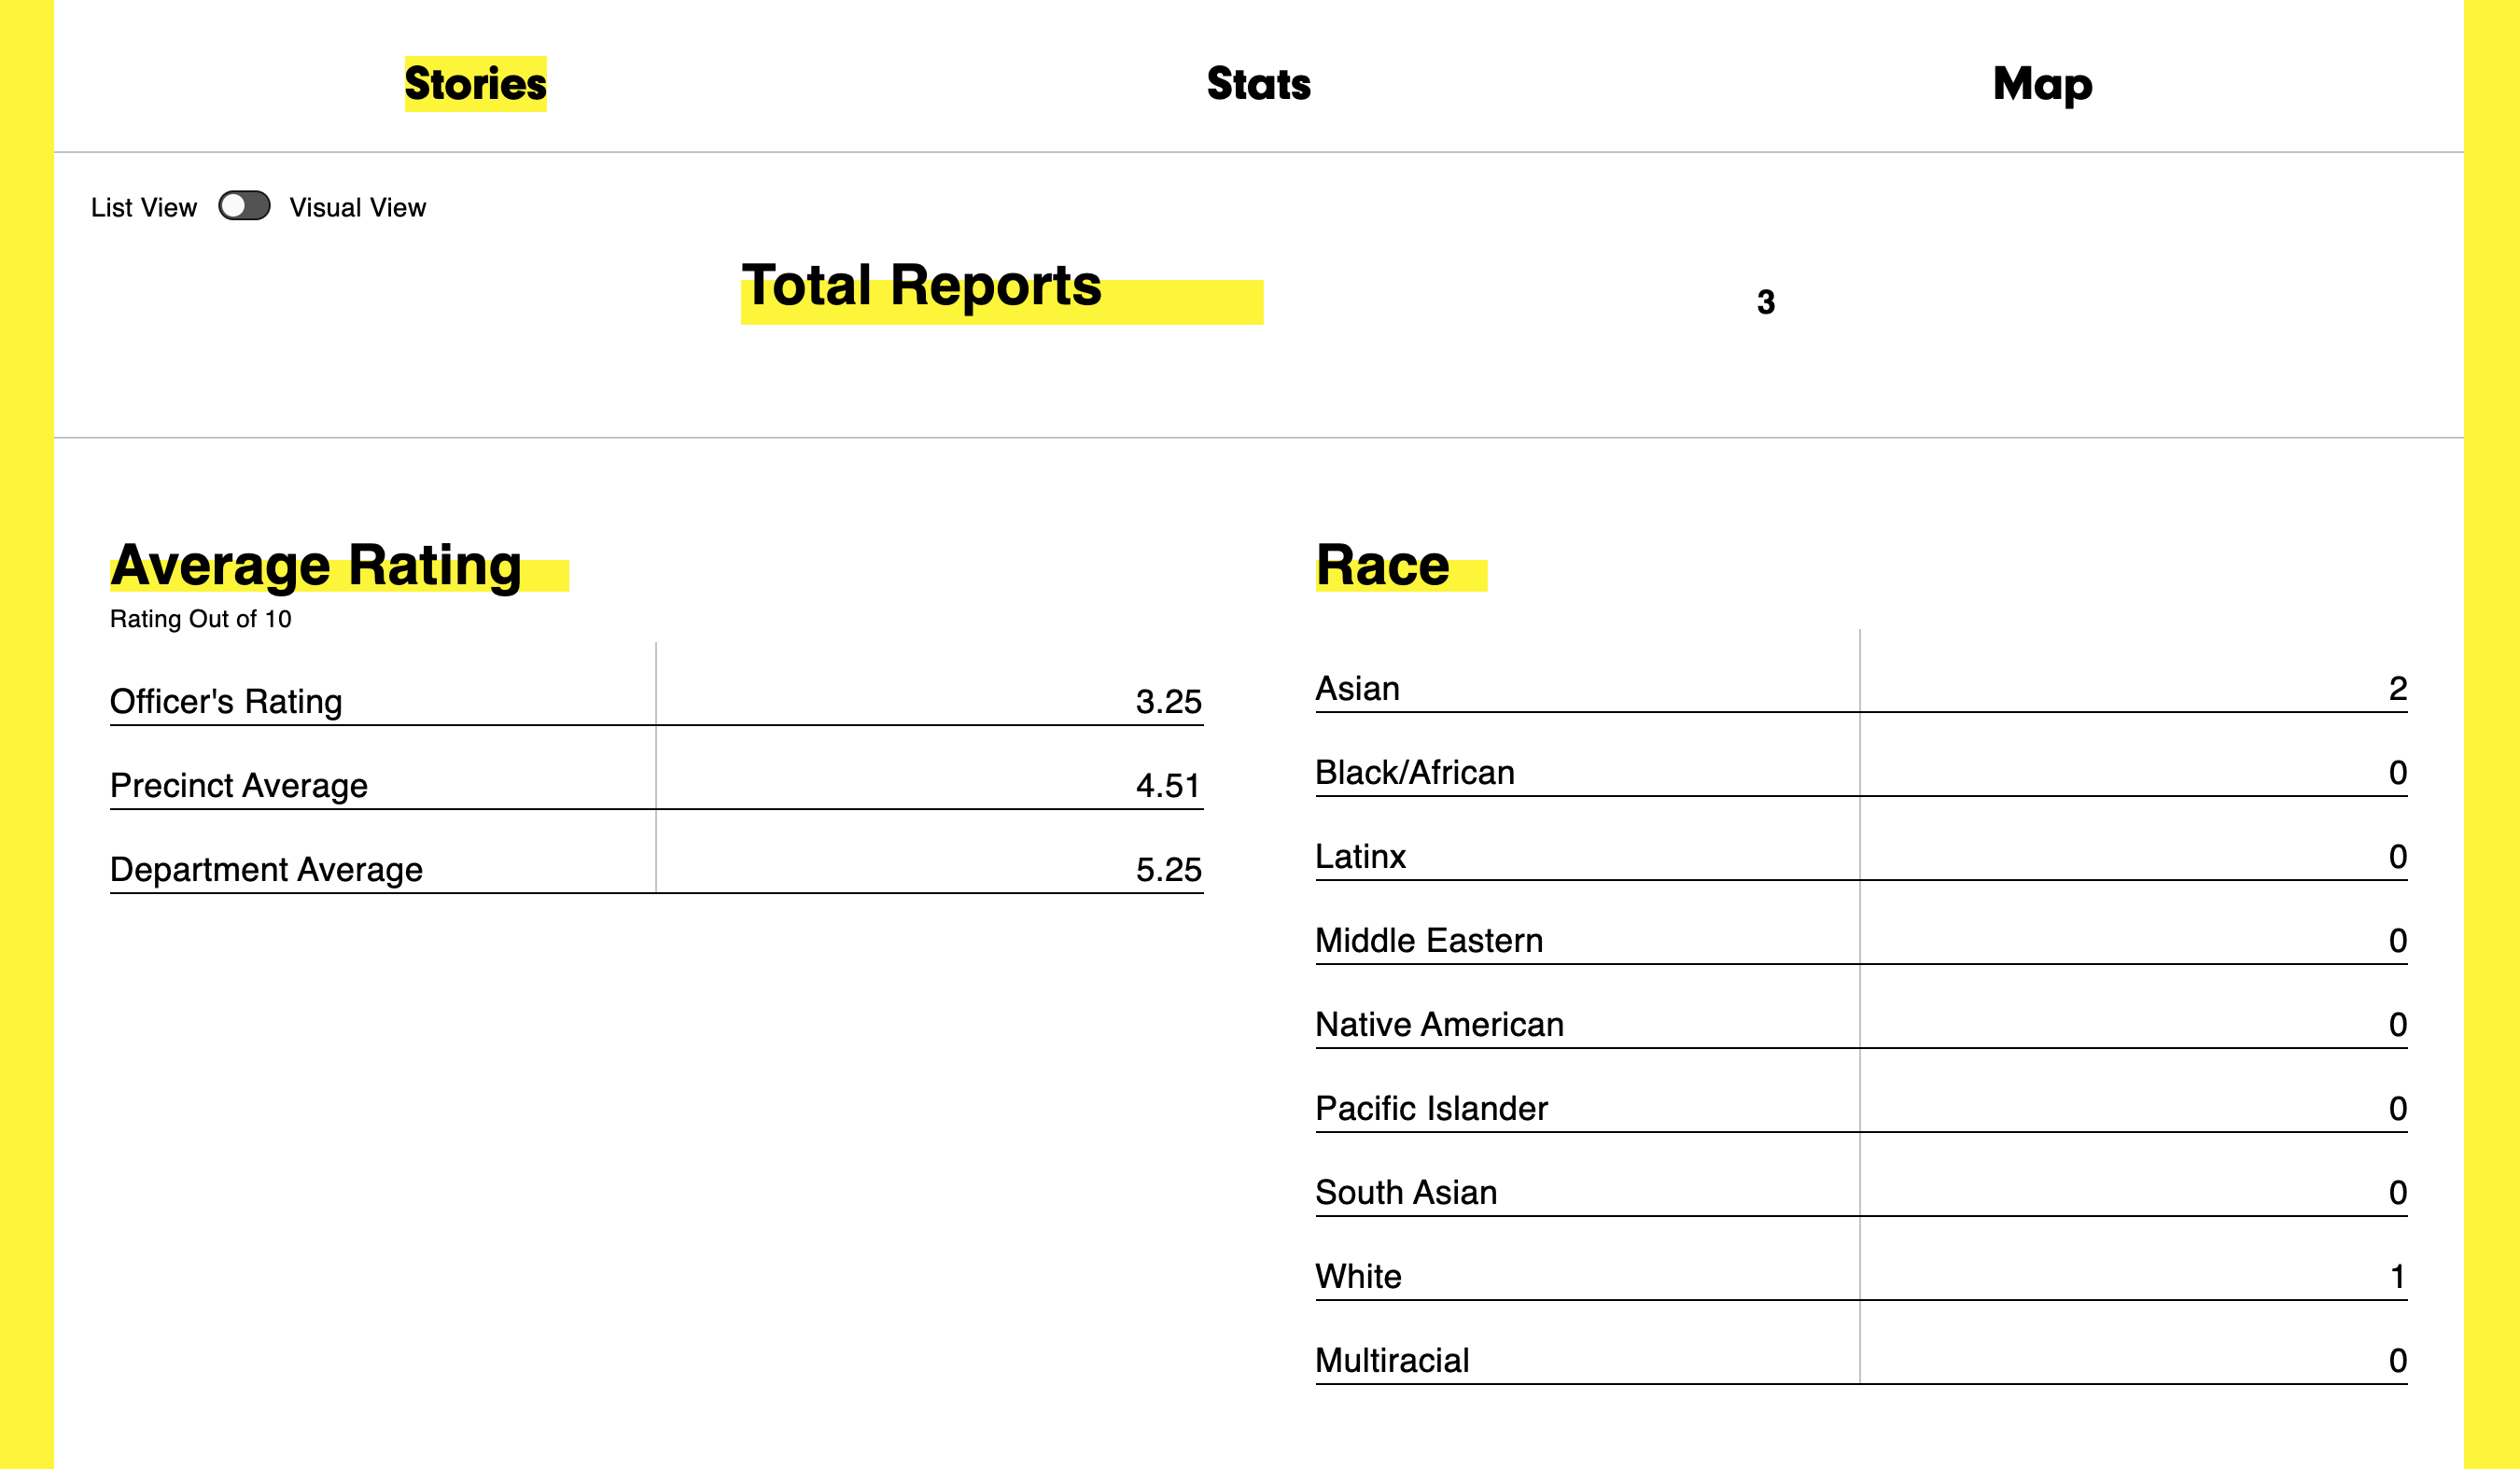 Stories Stats Map
List View Visual View
Total Reports 3
Average Rating
Rating Out of 10
Officer's Rating 3.25
Precinct Average 4.51
Department Average 5.25
Race
Asian 2
Black/African 0
Latinx 0
Middle Eastern 0
Native American 0
Pacific Islander 0
South Asian 0
White 1
Multiracial 0